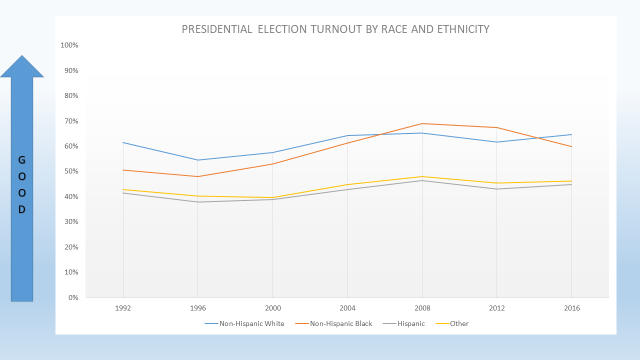 PRESIDENTIAL ELECTION TURNOUT BY RACE AND ETHNICITY
100%
90%
80%
70%
60%
50%
40%
30%
20%
10%
0%
1992 1996 2000 2004 2008 2012 2016
Non-Hispanic White Non-Hispanic Black Hispanic Other
G
O
O
D